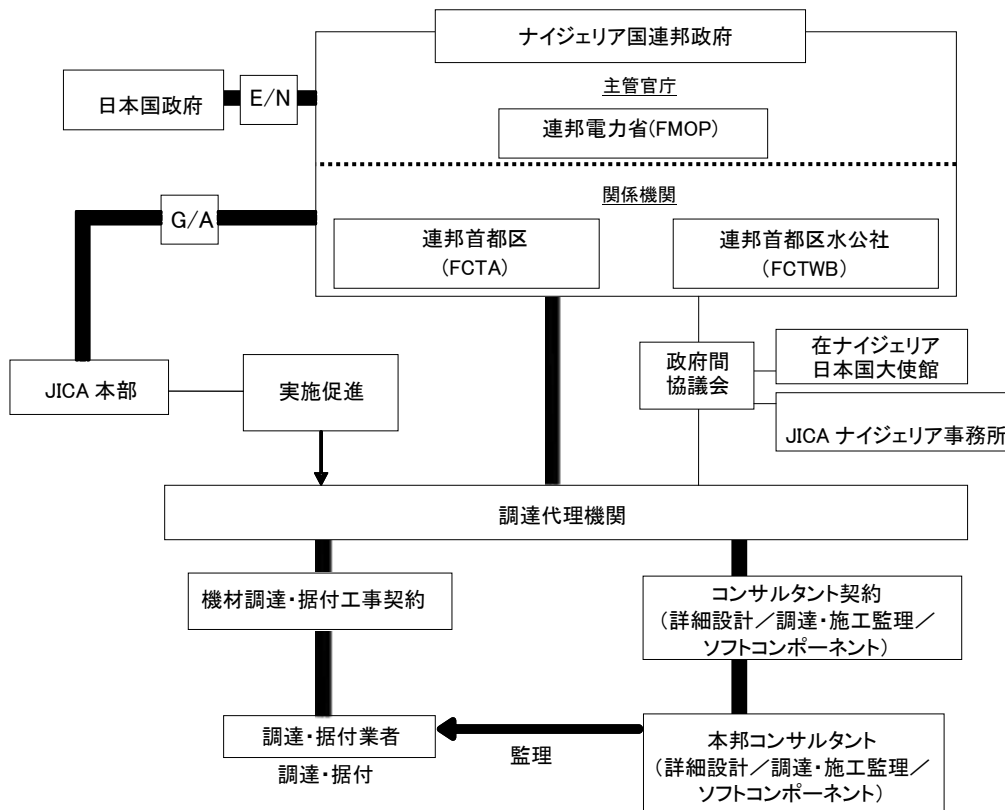 ナイジェリア国連邦政府
主管官庁
日本国政府
E/N
連邦電力省(FMOP)
関係機関
G/A
連邦首都区
(FCTA)
連邦首都区水公社
(FCTWB)
JICA 本部
実施促進
政府間
協議会
在ナイジェリア
日本国大使館
JICA ナイジェリア事務所
調達代理機関
機材調達・据付工事契約
コンサルタント契約
(詳細設計／調達・施工監理／
ソフトコンポーネント)
調達・据付業者
調達・据付
監理
本邦コンサルタント
(詳細設計／調達・施工監理／
ソフトコンポーネント)